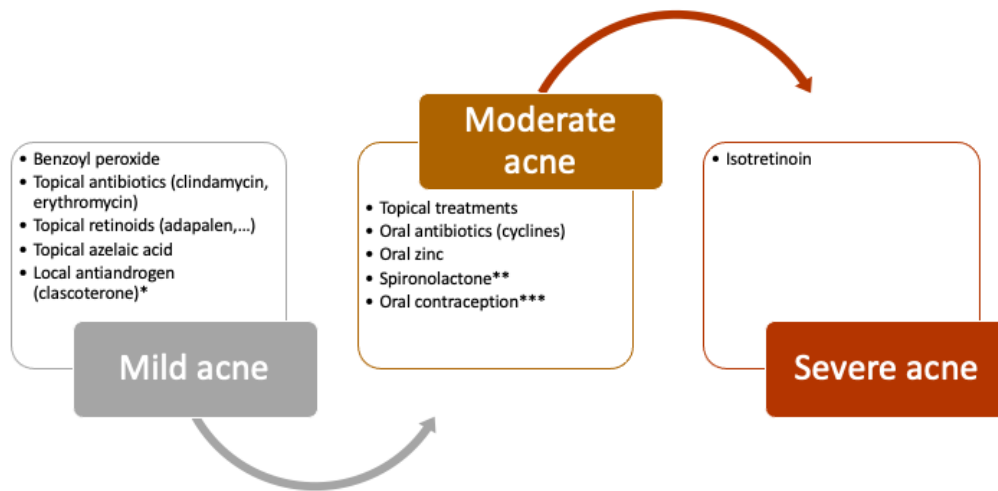 • Benzoyl peroxide
• Topical antibiotics (clindamycin,
erythromycin)
• Topical retinoids (adapalen,...)
• Topical azelaic acid
• Local antiandrogen
(clascoterone)*
Mild acne
Moderate
acne
• Topical treatments
• Oral antibiotics (cyclines)
• Oral zinc
• Spironolactone**
• Oral contraception***
• Isotretinoin
Severe acne